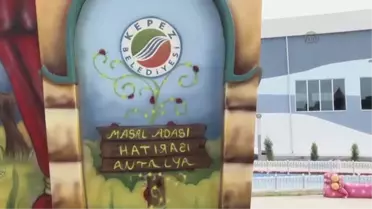 KEPEZ
BELEDİYESİ
MASAL ADASI
HATIRASI
ANTALYA